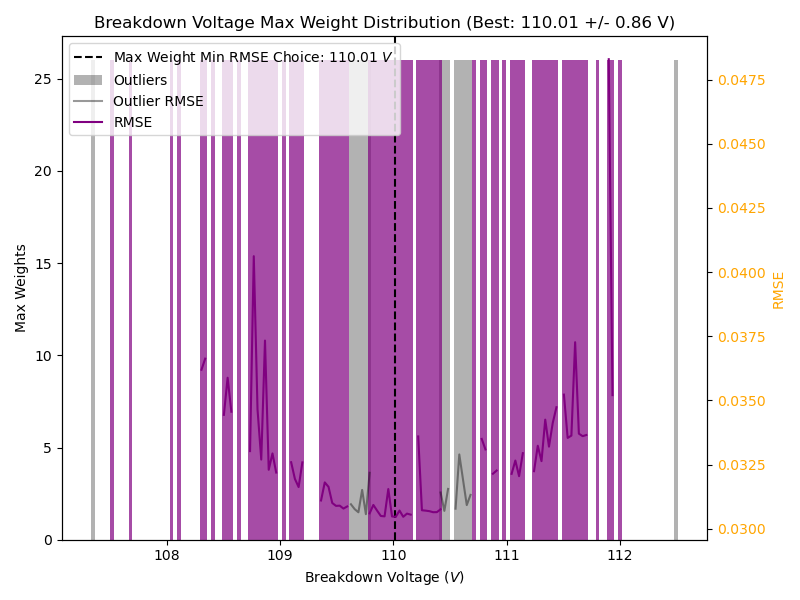 Breakdown Voltage Max Weight Distribution (Best: 110.01 +/- 0.86 V)
Max Weight Min RMSE Choice: 110.01 V
Outliers
Outlier RMSE
RMSE
25
20
15
10
5
0
Max Weights
0.0475
0.0450
0.0425
0.0400
0.0375
0.0350
0.0325
0.0300
RMSE
108 109 110 111 112
Breakdown Voltage (V)